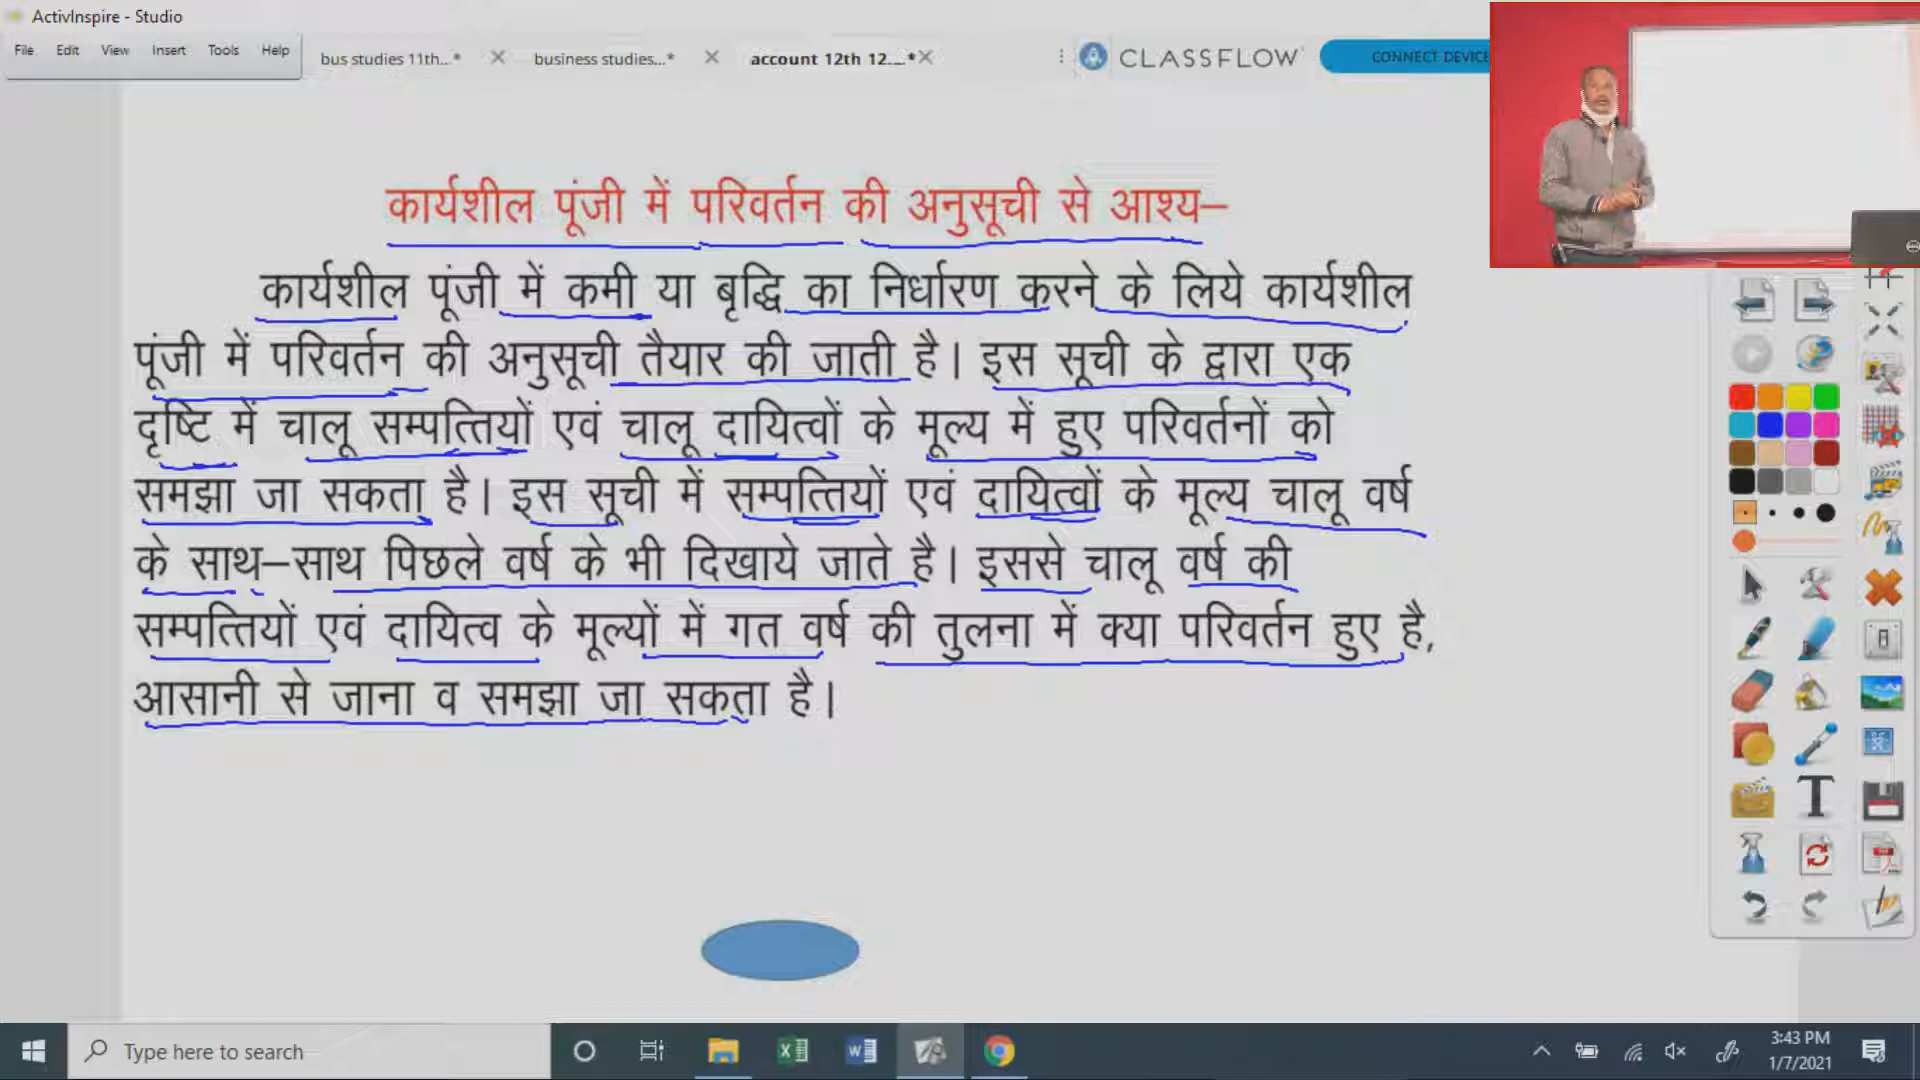 ActivInspire - Studio
File Edit View Insert Tools Help
bus studies 11th...* business studies...* account 12th 12....*
CLASSFLOW CONNECT DEVICE
कार्यशील पूंजी में परिवर्तन की अनुसूची से आश्य–
कार्यशील पूंजी में कमी या बृद्धि का निर्धारण करने के लिये कार्यशील
पूंजी में परिवर्तन की अनुसूची तैयार की जाती है। इस सूची के द्वारा एक
दृष्टि में चालू सम्पत्तियों एवं चालू दायित्वों के मूल्य में हुए परिवर्तनों को
समझा जा सकता है। इस सूची में सम्पत्तियों एवं दायित्वों के मूल्य चालू वर्ष
के साथ–साथ पिछले वर्ष के भी दिखाये जाते है। इससे चालू वर्ष की
सम्पत्तियों एवं दायित्व के मूल्यों में गत वर्ष की तुलना में क्या परिवर्तन हुए है,
आसानी से जाना व समझा जा सकता है।
Type here to search
3:43 PM
1/7/2021